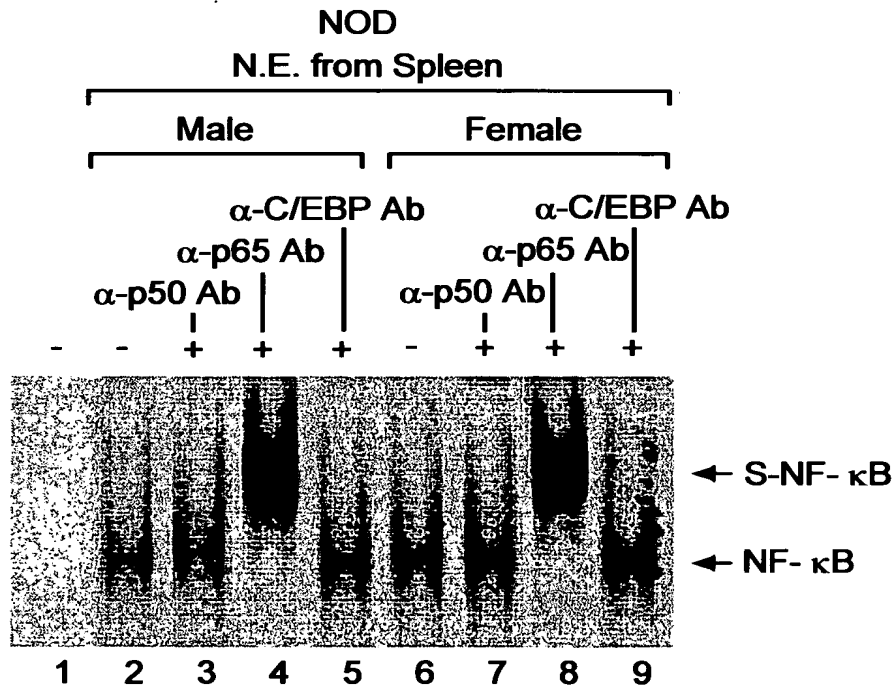 NOD
N.E. from Spleen
Male Female
α-C/EBP Ab α-C/EBP Ab
α-p65 Ab α-p65 Ab
α-p50 Ab α-p50 Ab
- - + + + - + + +
S-NF- κB
NF- κB
1 2 3 4 5 6 7 8 9